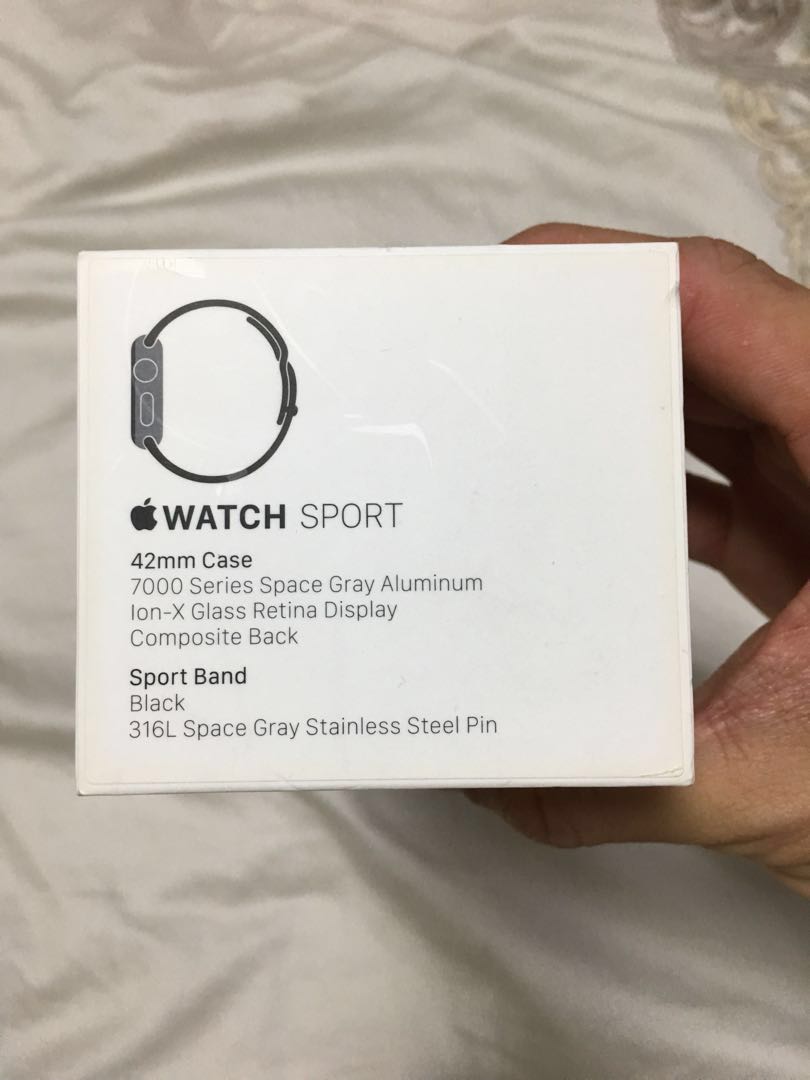 WATCH SPORT
42mm Case
7000 Series Space Gray Aluminum
Ion-X Glass Retina Display
Composite Back
Sport Band
Black
316L Space Gray Stainless Steel Pin